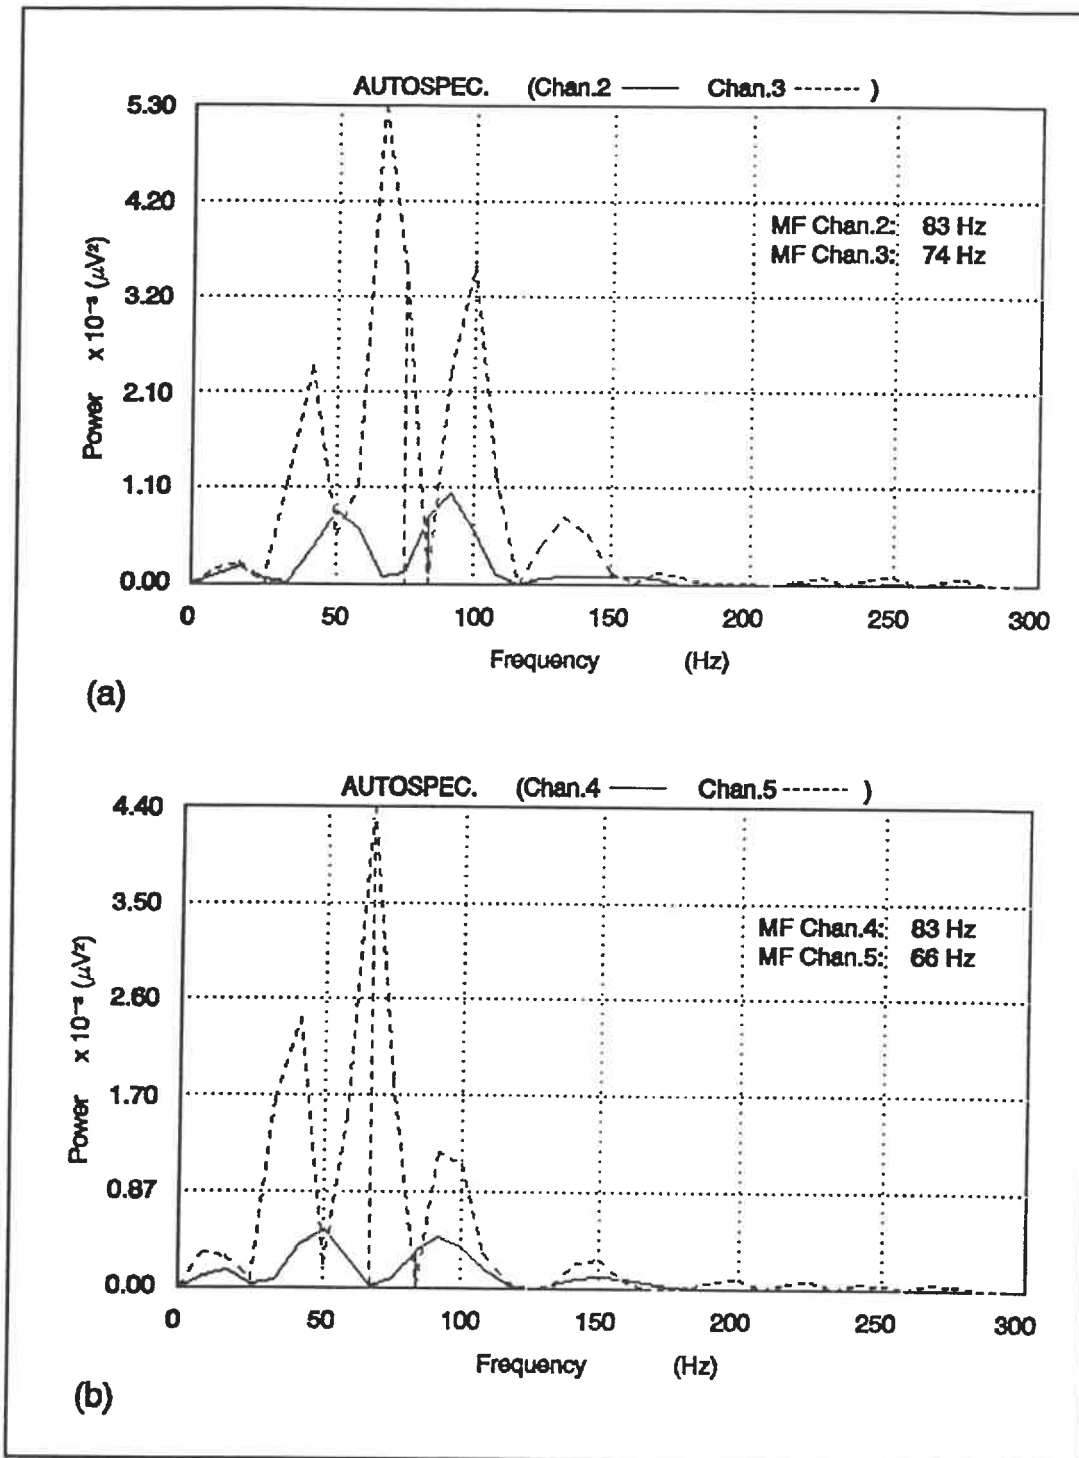 AUTOSPEC. (Chan.2 —— Chan.3 ------- )
5.30
4.20
3.20
2.10
1.10
0.00
Power x 10⁻³ (μV²)
MF Chan.2: 83 Hz
MF Chan.3: 74 Hz
0 50 100 150 200 250 300
Frequency (Hz)
(a)
AUTOSPEC. (Chan.4 —— Chan.5 ------- )
4.40
3.50
2.60
1.70
0.87
0.00
Power x 10⁻³ (μV²)
MF Chan.4: 83 Hz
MF Chan.5: 66 Hz
0 50 100 150 200 250 300
Frequency (Hz)
(b)